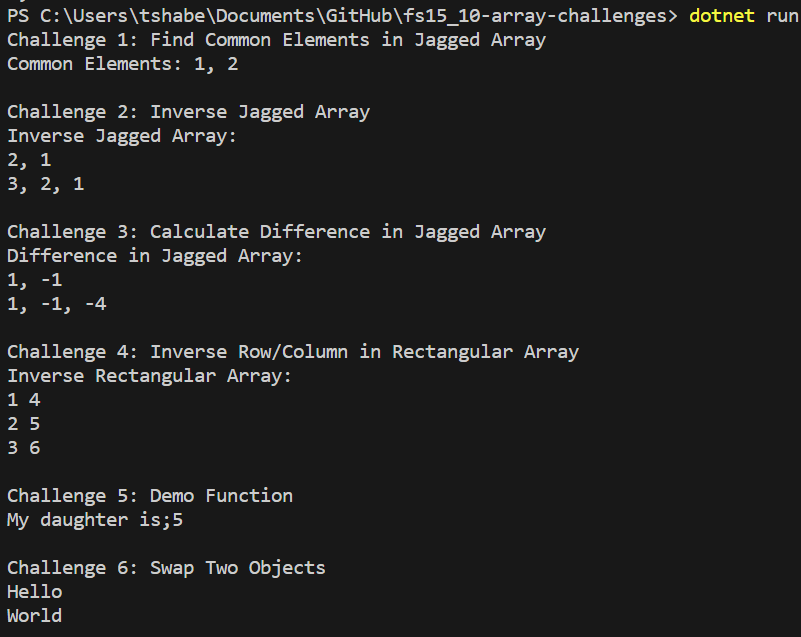 PS C:\Users\tshabe\Documents\GitHub\fs15_10-array-challenges> dotnet run
Challenge 1: Find Common Elements in Jagged Array
Common Elements: 1, 2
Challenge 2: Inverse Jagged Array
Inverse Jagged Array:
2, 1
3, 2, 1
Challenge 3: Calculate Difference in Jagged Array
Difference in Jagged Array:
1, -1
1, -1, -4
Challenge 4: Inverse Row/Column in Rectangular Array
Inverse Rectangular Array:
1 4
2 5
3 6
Challenge 5: Demo Function
My daughter is;5
Challenge 6: Swap Two Objects
Hello
World